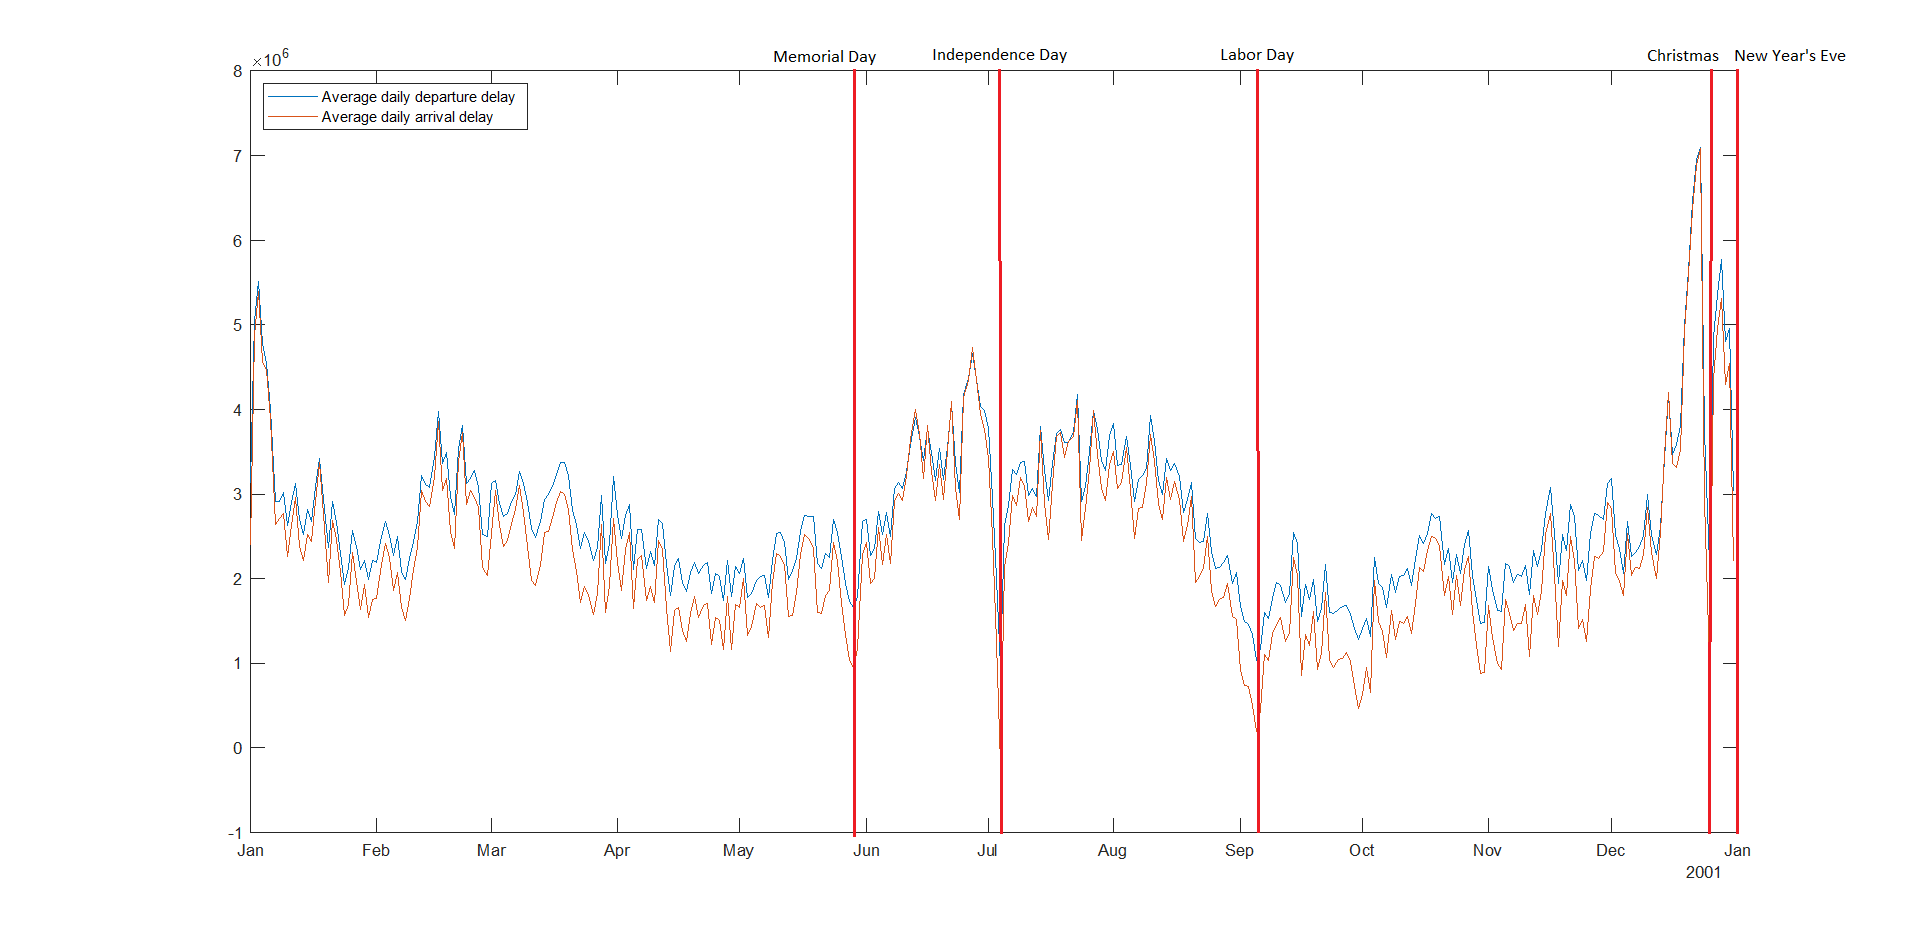 Memorial Day
Independence Day
Labor Day
Christmas
New Year's Eve
×10^6
Average daily departure delay
Average daily arrival delay
8
7
6
5
4
3
2
1
0
-1
Jan Feb Mar Apr May Jun Jul Aug Sep Oct Nov Dec Jan
2001